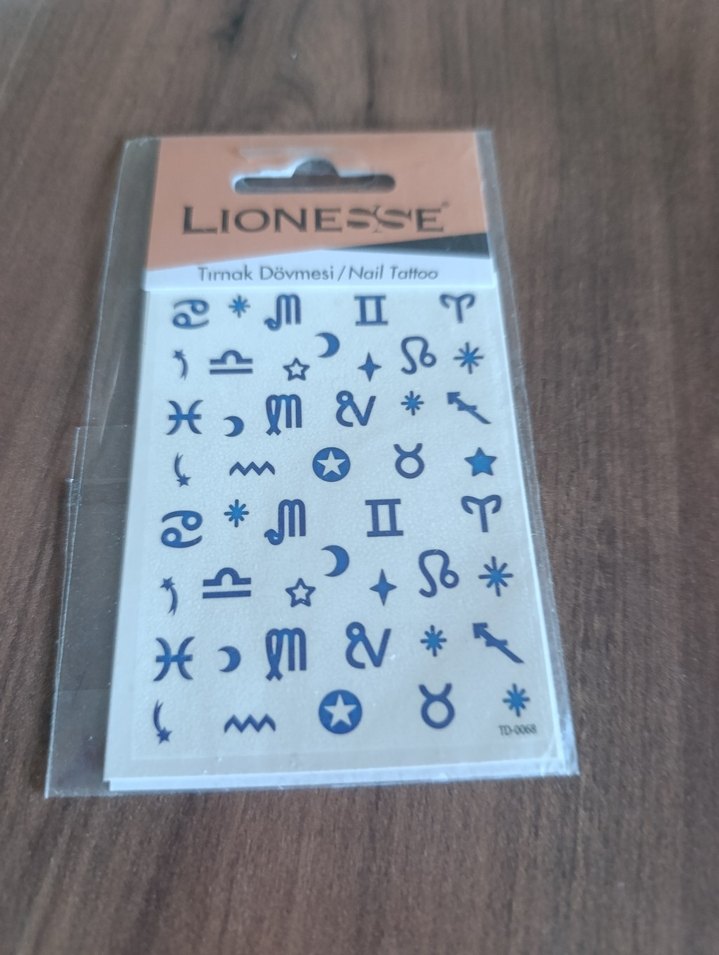 LIONESSE®
Tırnak Dövmesi/Nail Tattoo
TD-0068